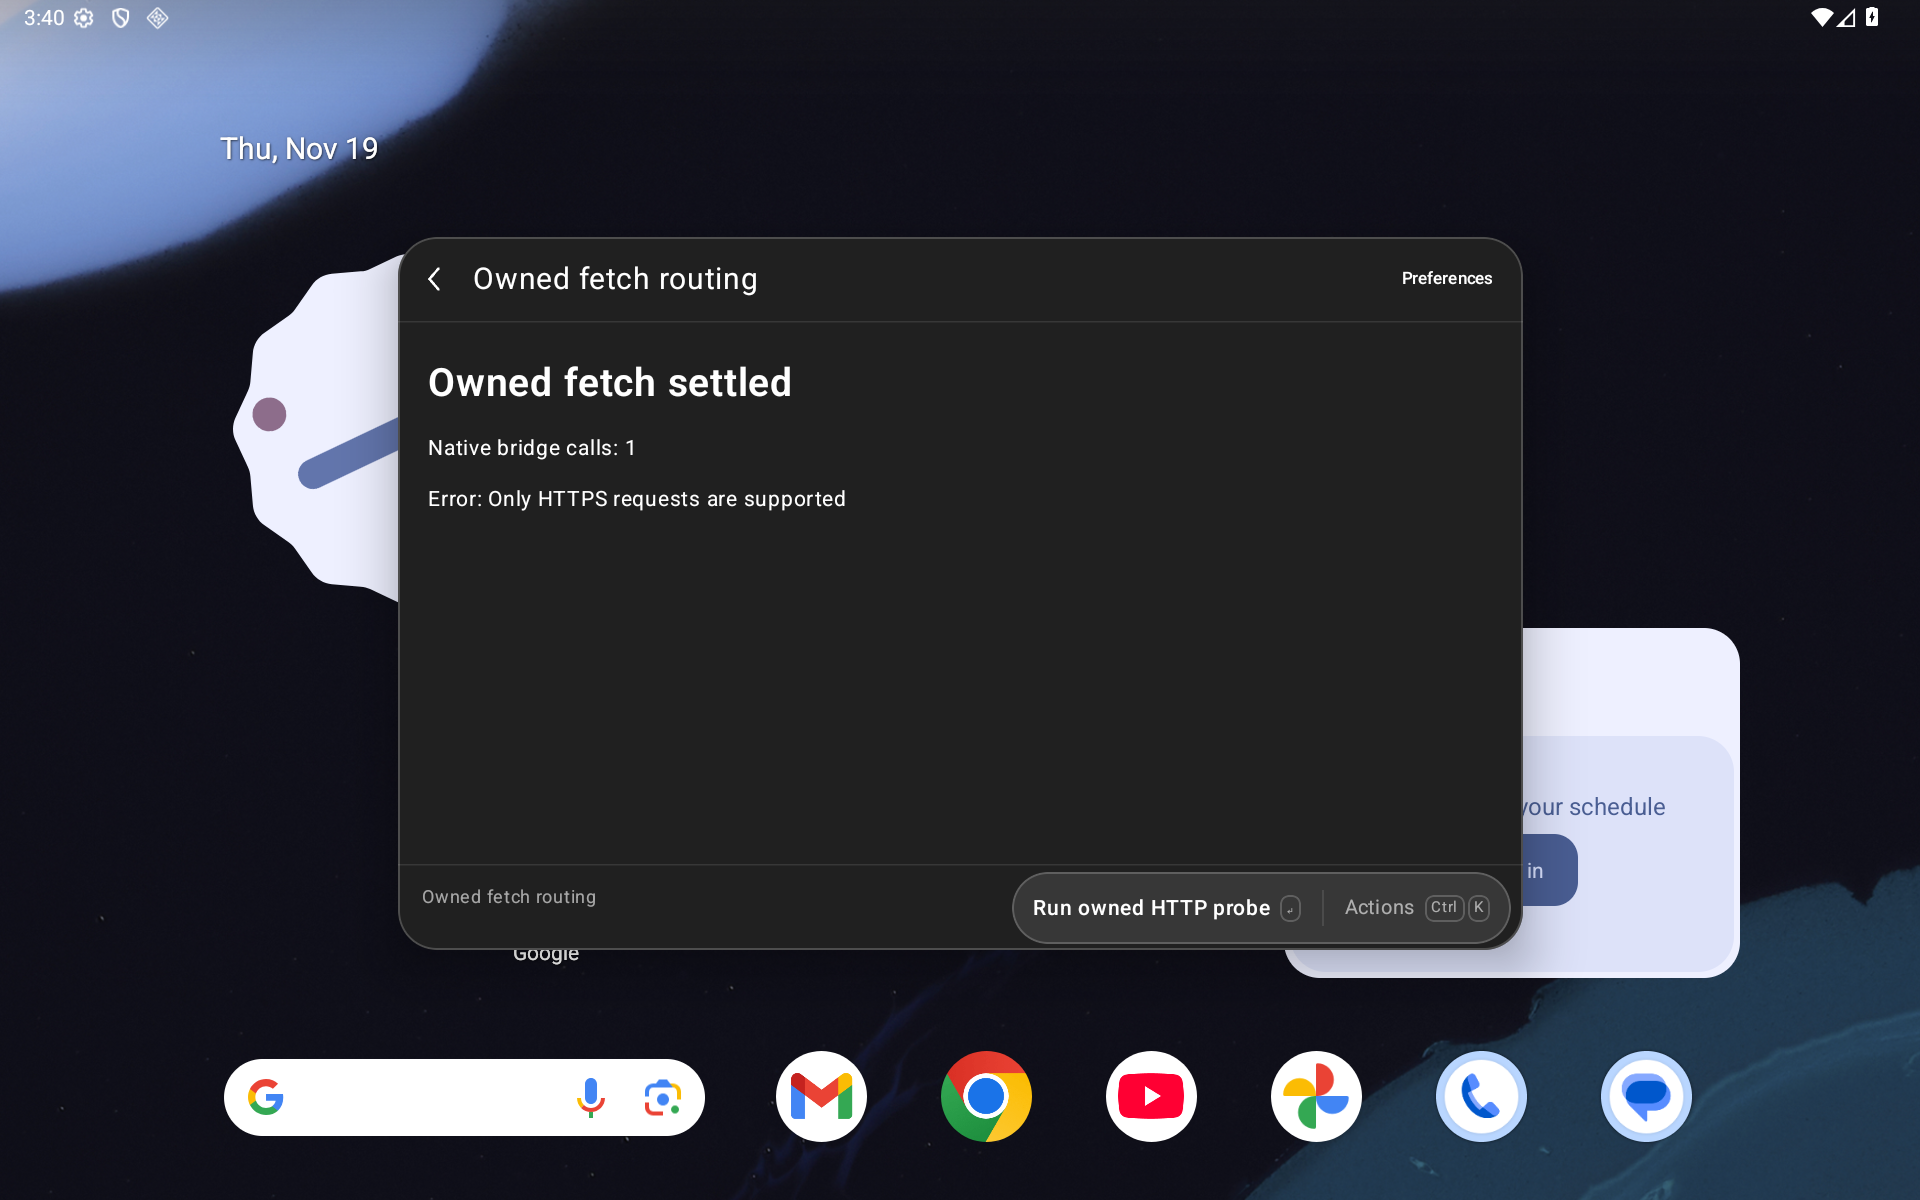 3:40
Thu, Nov 19
Owned fetch routing
Preferences
Owned fetch settled
Native bridge calls: 1
Error: Only HTTPS requests are supported
your schedule
in
Owned fetch routing
Run owned HTTP probe
Actions Ctrl K
Google